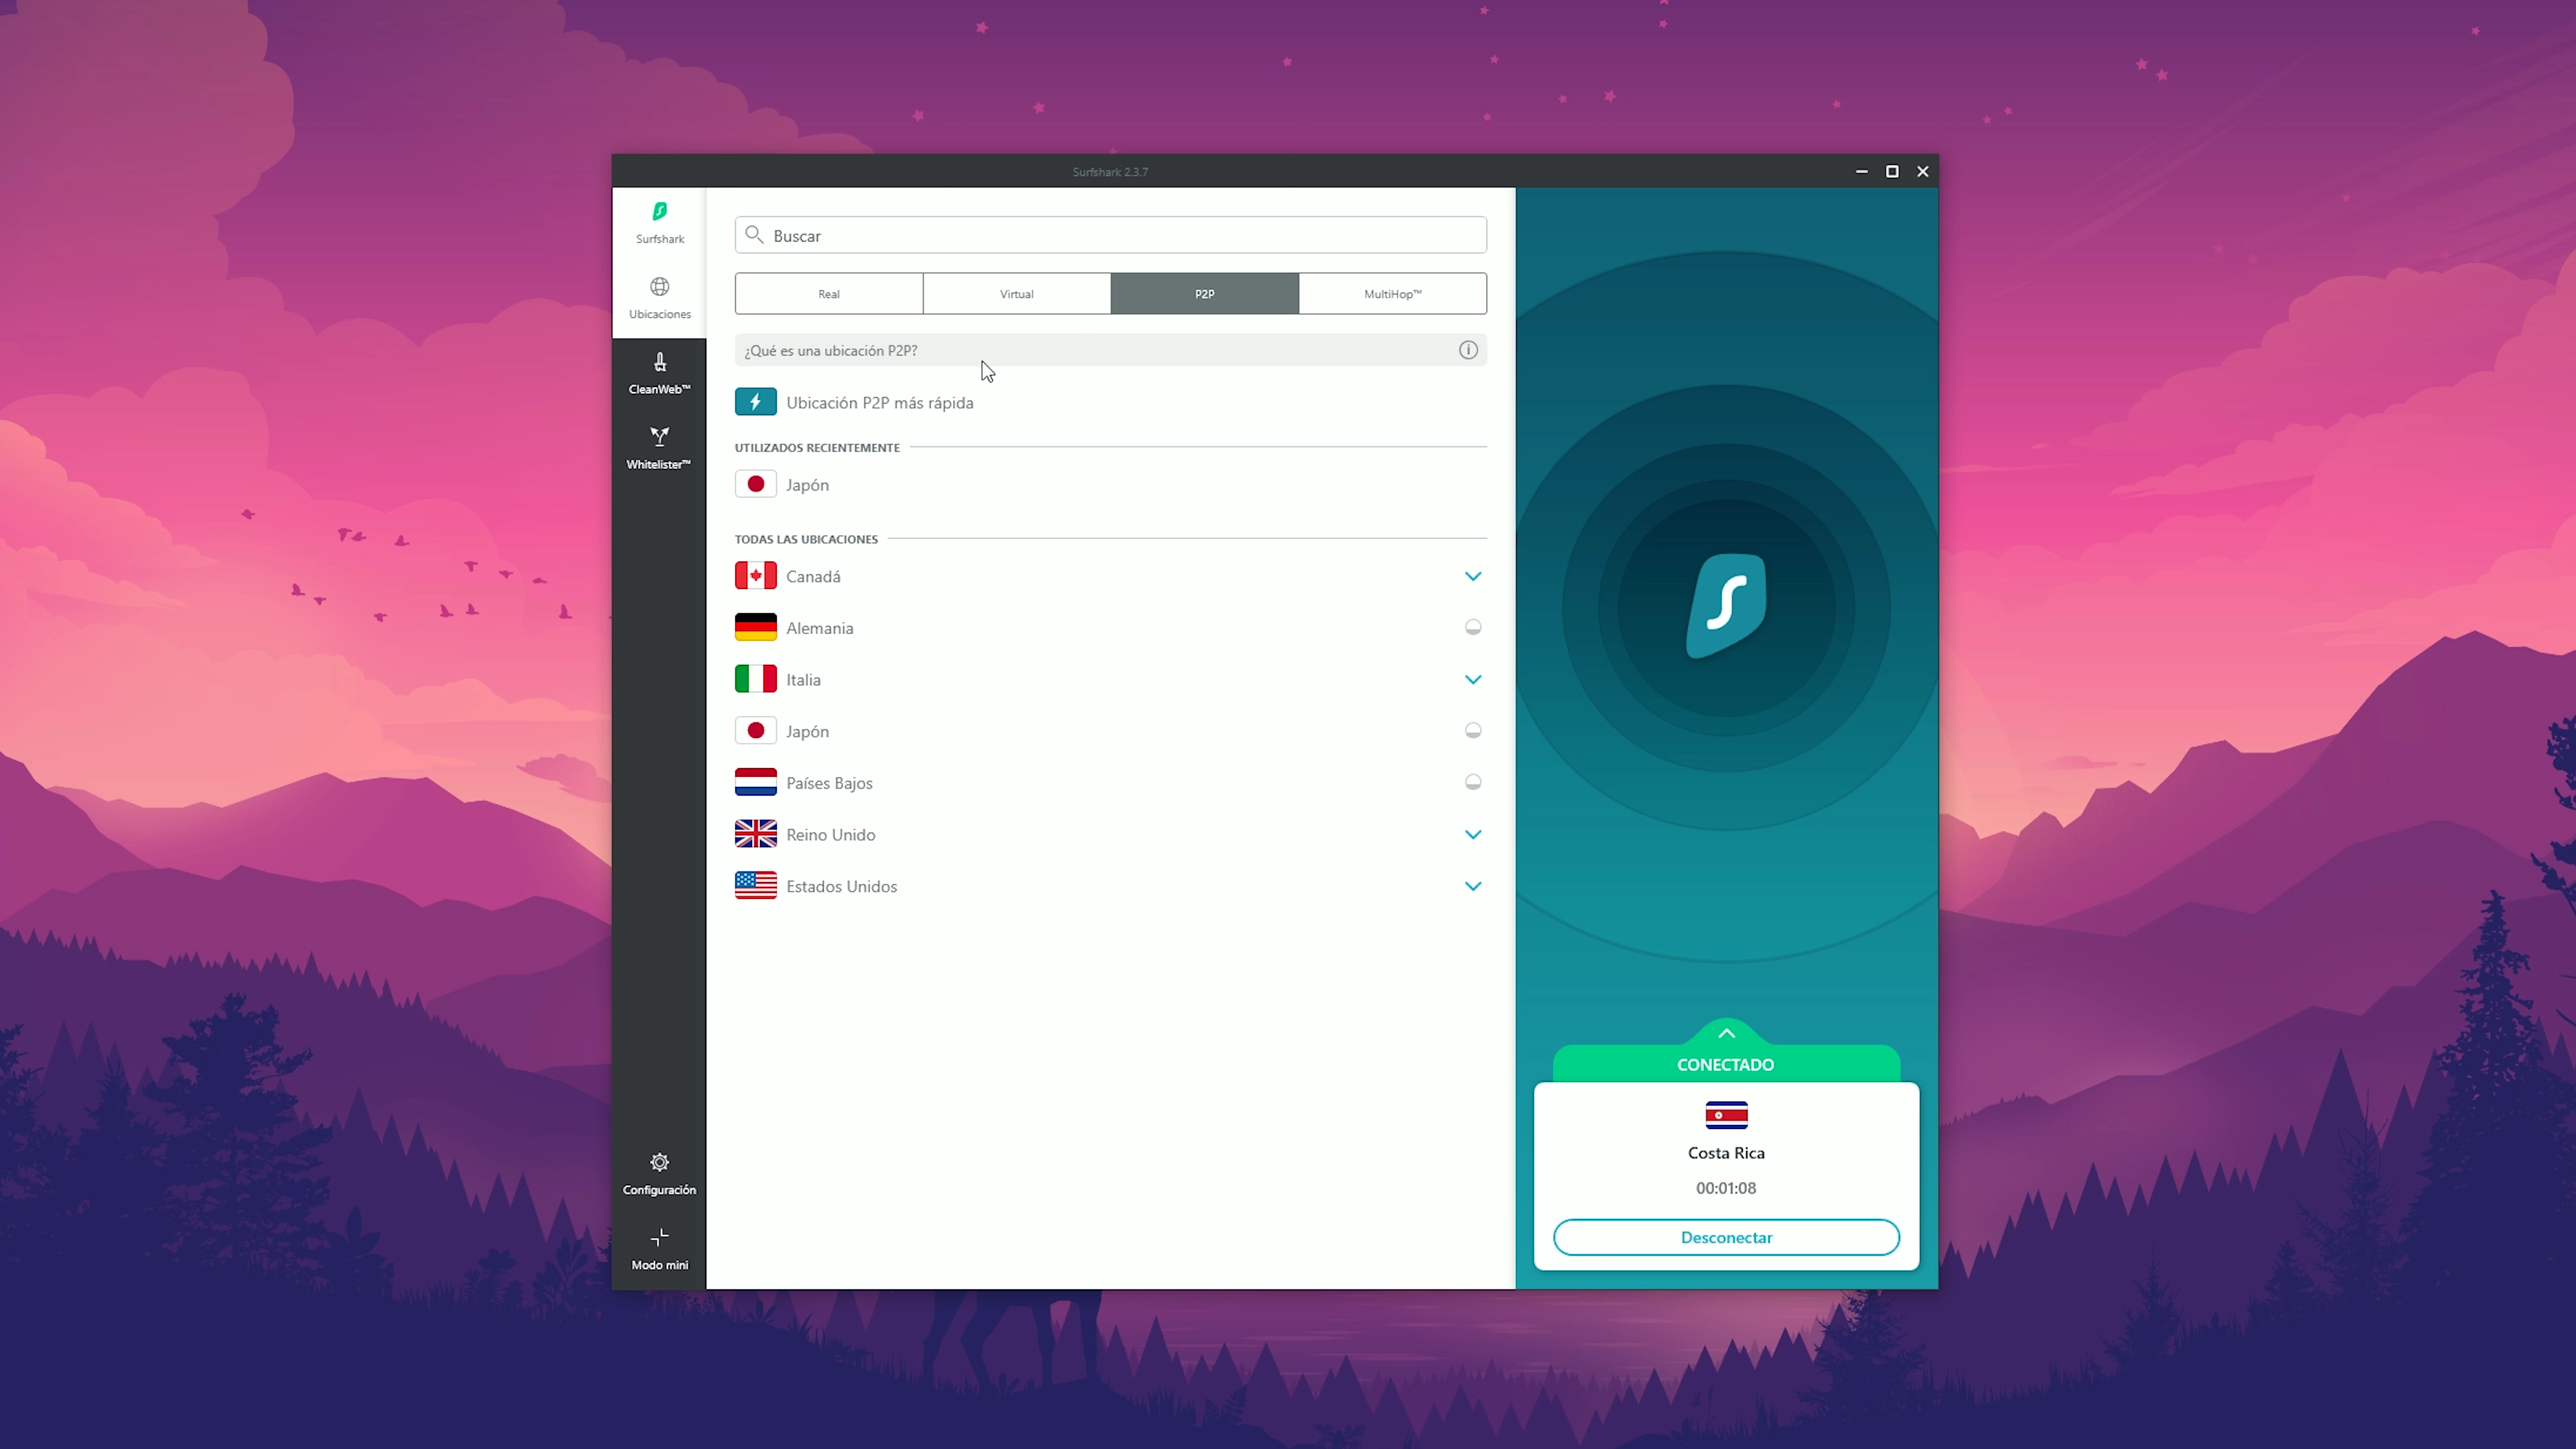 Surfshark 2.3.7
Surfshark
Ubicaciones
CleanWeb™
Whitelister™
Configuración
Modo mini
Buscar
Real
Virtual
P2P
MultiHop™
¿Qué es una ubicación P2P?
Ubicación P2P más rápida
UTILIZADOS RECIENTEMENTE
Japón
TODAS LAS UBICACIONES
Canadá
Alemania
Italia
Japón
Países Bajos
Reino Unido
Estados Unidos
CONECTADO
Costa Rica
00:01:08
Desconectar